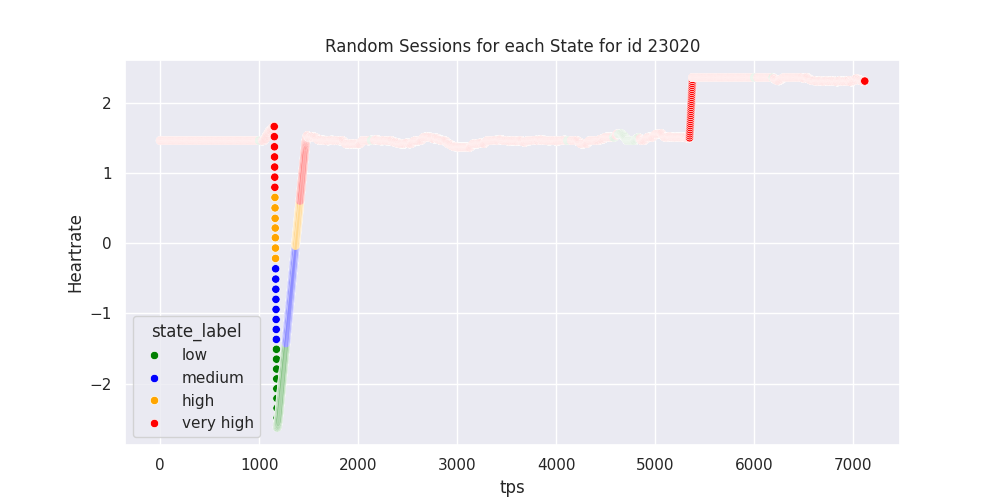 Random Sessions for each State for id 23020
Heartrate
2
1
0
−1
−2
state_label
low
medium
high
very high
0 1000 2000 3000 4000 5000 6000 7000
tps